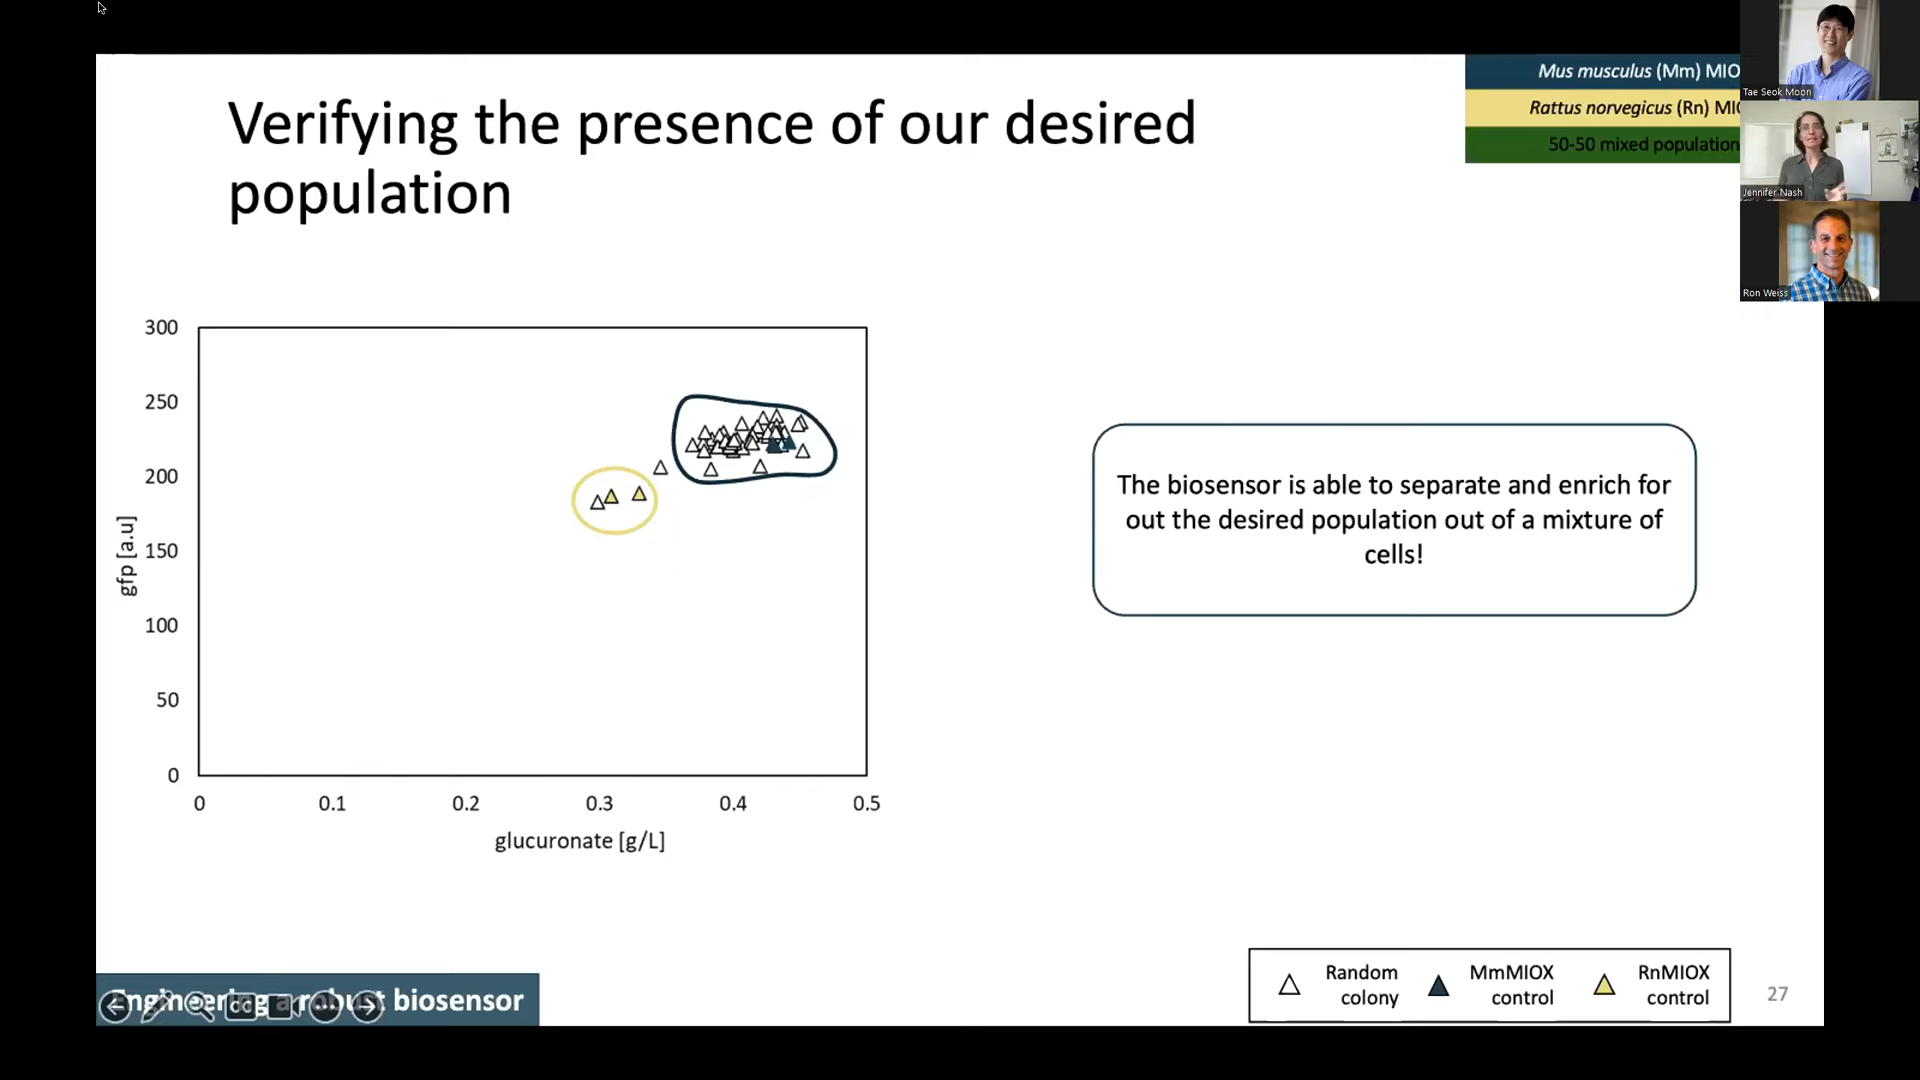 Verifying the presence of our desired
population
Mus musculus (Mm) MIO
Rattus norvegicus (Rn) MI
50-50 mixed population
Tae Seok Moon
Jennifer Nash
Ron Weiss
300
250
200
150
100
50
0
gfp [a.u]
0 0.1 0.2 0.3 0.4 0.5
glucuronate [g/L]
The biosensor is able to separate and enrich for
out the desired population out of a mixture of
cells!
Random
colony
MmMIOX
control
RnMIOX
control
27
Engineering a robust biosensor
CC